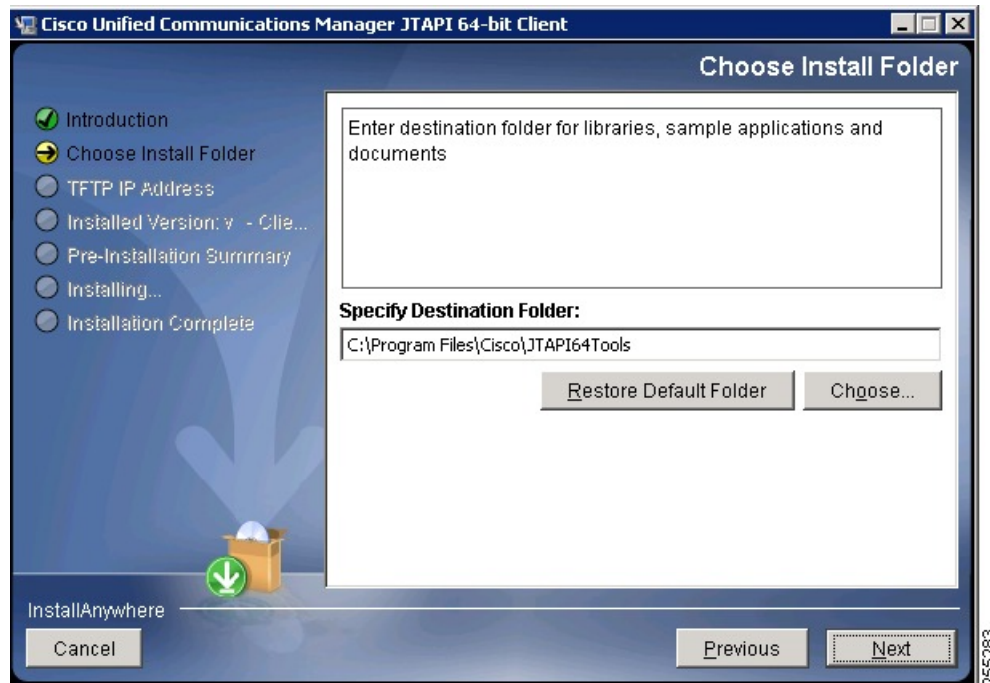 Cisco Unified Communications Manager JTAPI 64-bit Client
Choose Install Folder
Introduction
Choose Install Folder
TFTP IP Address
Installed Version: v - Clie...
Pre-Installation Summary
Installing...
Installation Complete
Enter destination folder for libraries, sample applications and
documents
Specify Destination Folder:
C:\Program Files\Cisco\JTAPI64Tools
Restore Default Folder
Choose...
InstallAnywhere
Cancel
Previous
Next
255283